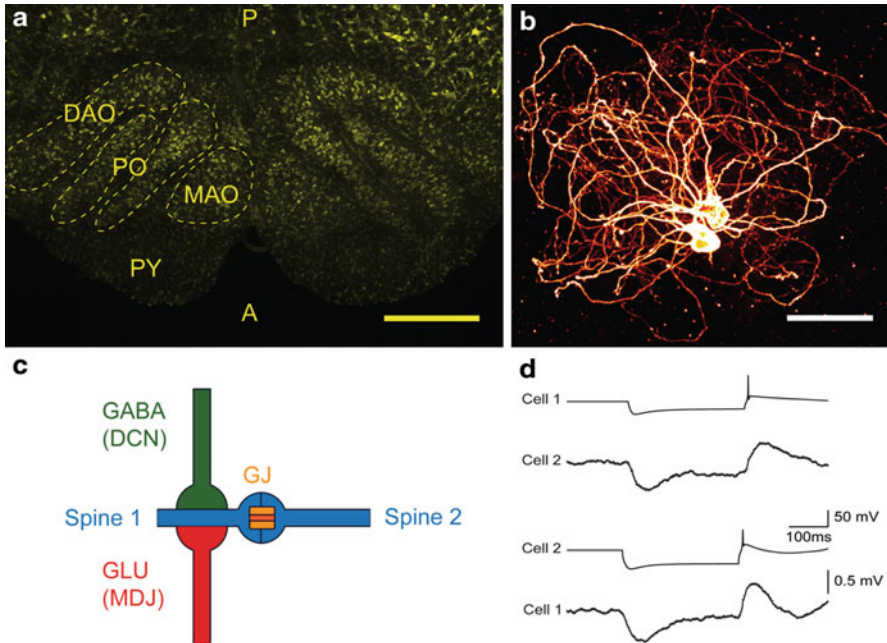 a
P
DAO
PO
MAO
PY
A
b
c
GABA
(DCN)
GJ
Spine 1
Spine 2
GLU
(MDJ)
d
Cell 1
Cell 2
50 mV
100ms
Cell 2
0.5 mV
Cell 1